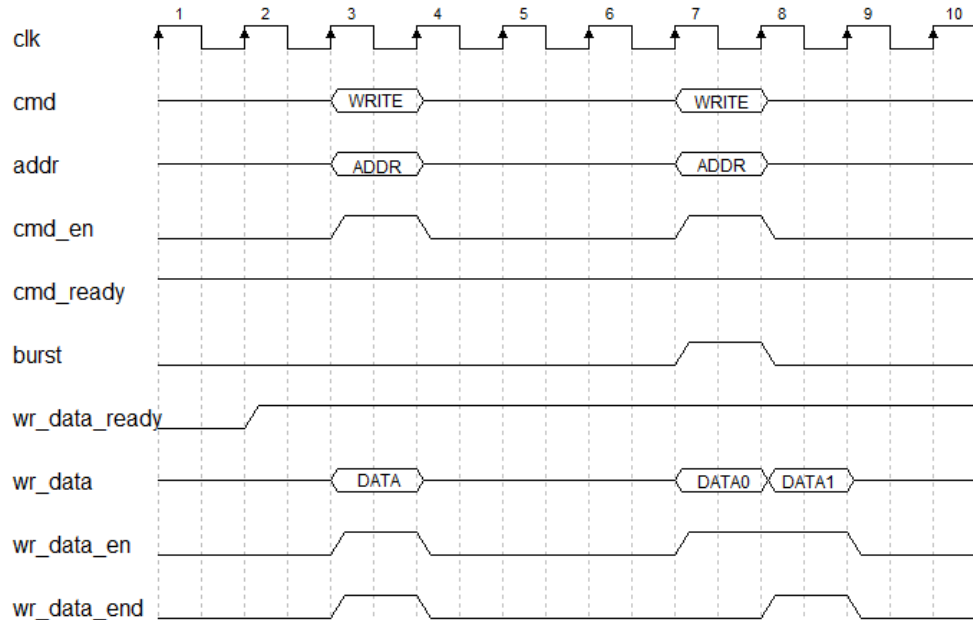 1 2 3 4 5 6 7 8 9 10
clk
cmd WRITE WRITE
addr ADDR ADDR
cmd_en
cmd_ready
burst
wr_data_ready
wr_data DATA DATA0 DATA1
wr_data_en
wr_data_end